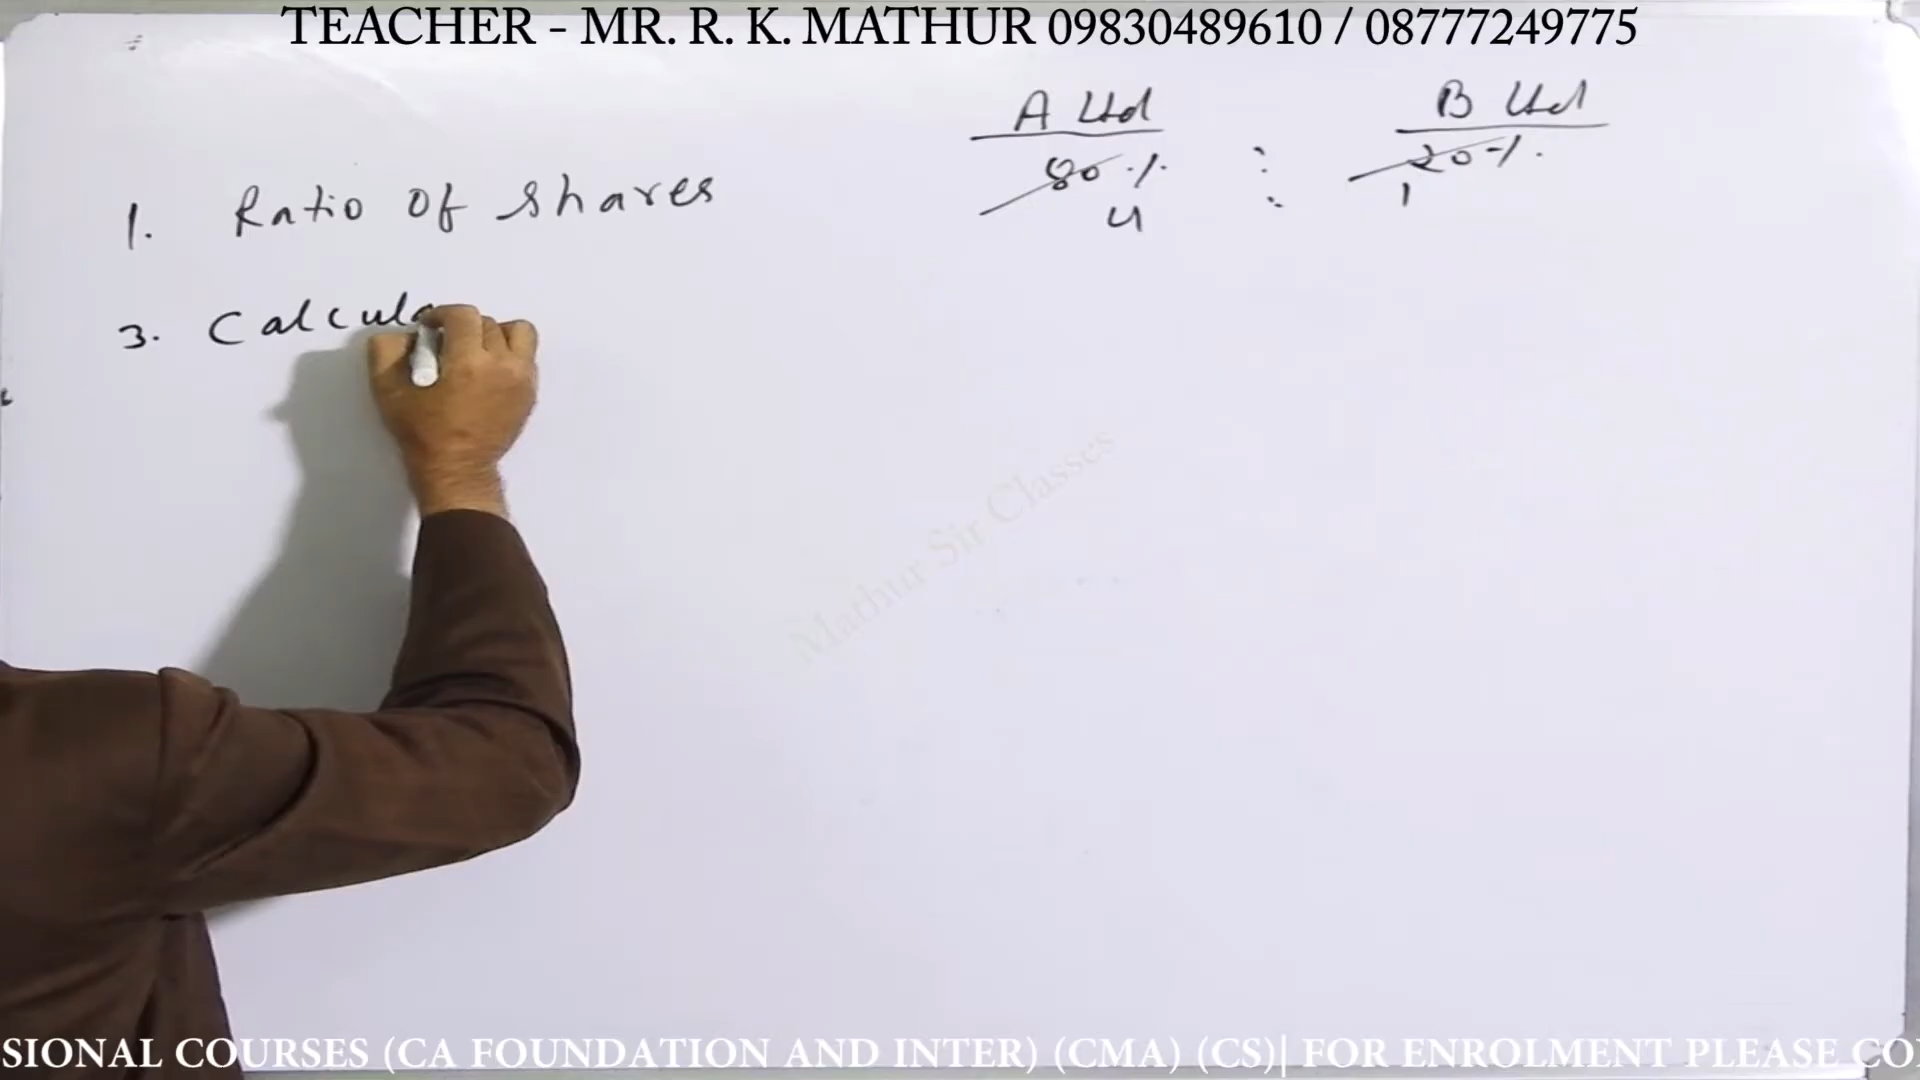 TEACHER - MR. R. K. MATHUR 09830489610 / 08777249775
A Ltd B Ltd
80% : 20%
1. Ratio of shares 4 : 1
3. Calcula
Mathur Sir Classes
SIONAL COURSES (CA FOUNDATION AND INTER) (CMA) (CS)| FOR ENROLMENT PLEASE CO